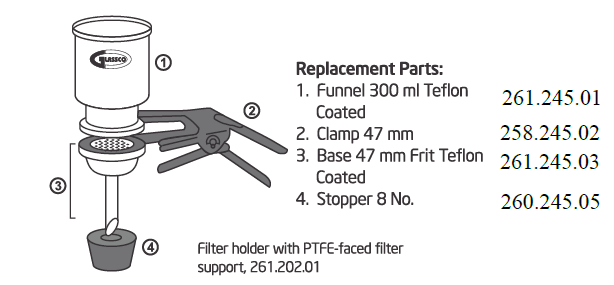 GLASSCO
1
2
3
4
Replacement Parts:
1. Funnel 300 ml Teflon
Coated
261.245.01
2. Clamp 47 mm
258.245.02
3. Base 47 mm Frit Teflon
Coated
261.245.03
4. Stopper 8 No.
260.245.05
Filter holder with PTFE-faced filter
support, 261.202.01